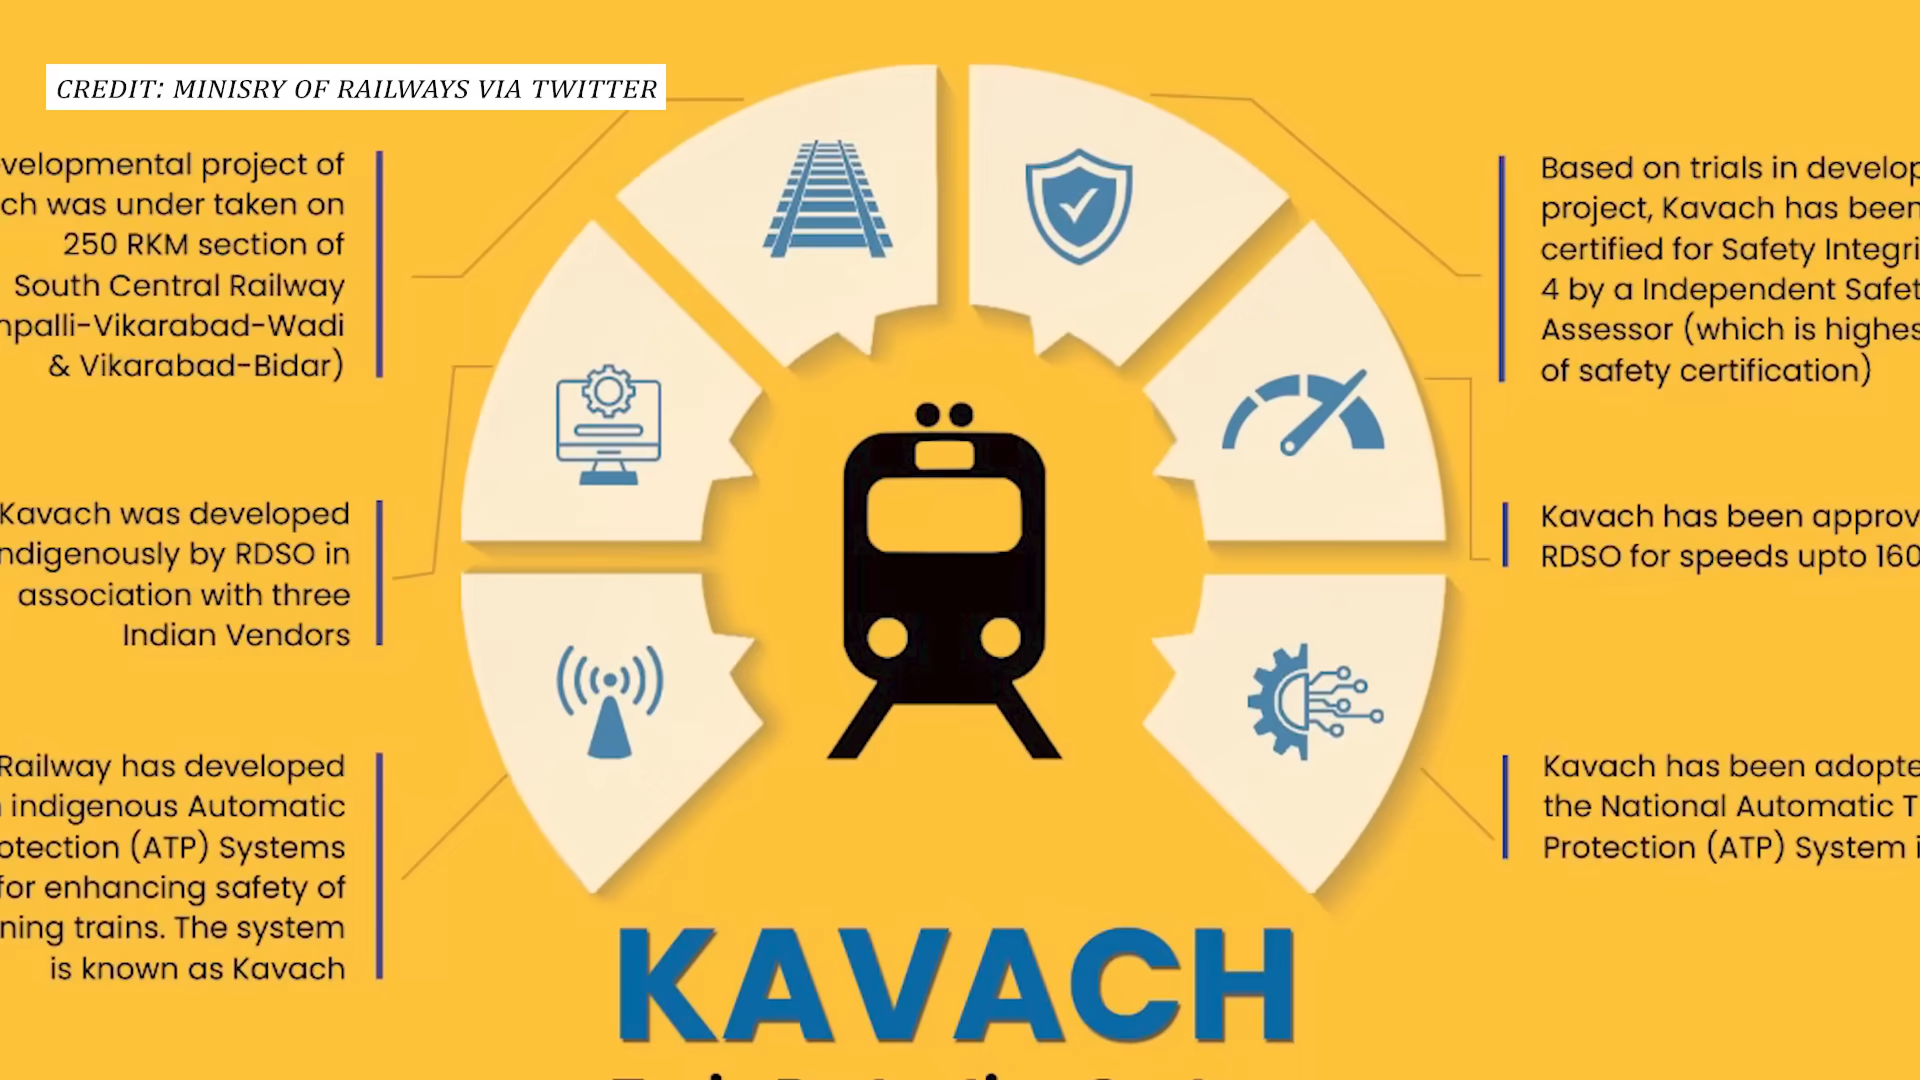 CREDIT: MINISRY OF RAILWAYS VIA TWITTER
velopmental project of
ch was under taken on
250 RKM section of
South Central Railway
npalli-Vikarabad-Wadi
& Vikarabad-Bidar)
Kavach was developed
ndigenously by RDSO in
association with three
Indian Vendors
Railway has developed
indigenous Automatic
otection (ATP) Systems
for enhancing safety of
ning trains. The system
is known as Kavach
Based on trials in develop
project, Kavach has been
certified for Safety Integri
4 by a Independent Safet
Assessor (which is highes
of safety certification)
Kavach has been approv
RDSO for speeds upto 160
Kavach has been adopte
the National Automatic T
Protection (ATP) System i
KAVACH